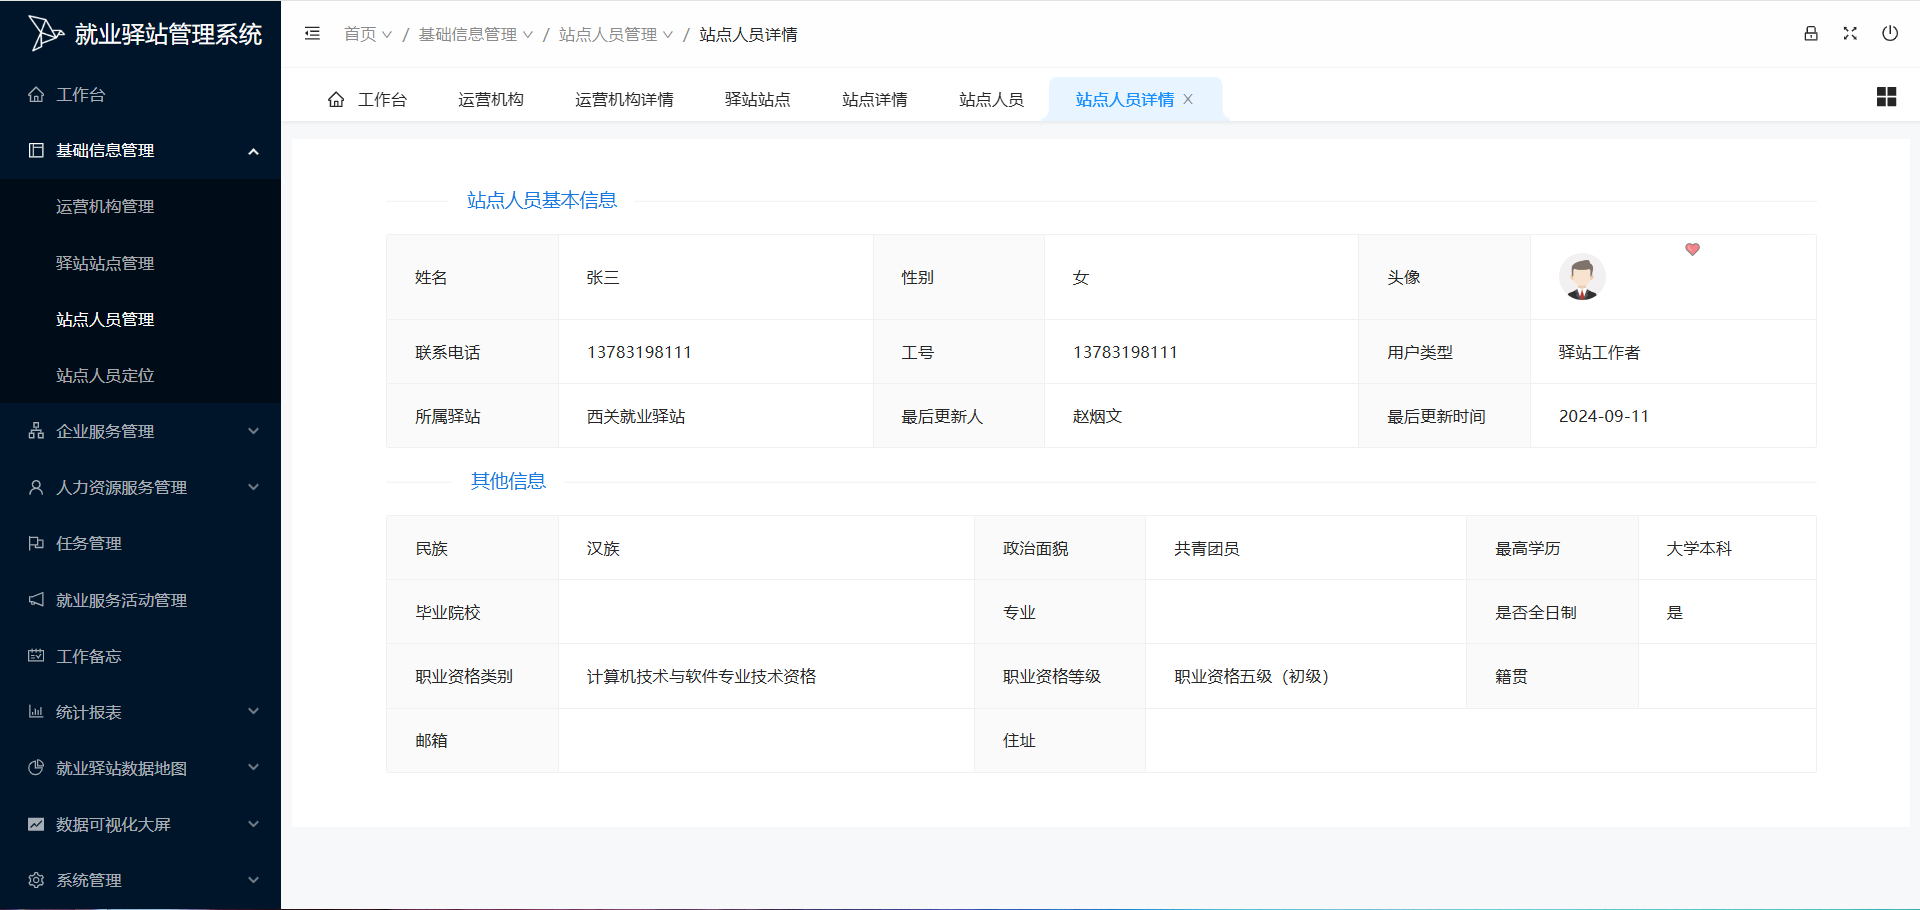 就业驿站管理系统
首页 / 基础信息管理 / 站点人员管理 / 站点人员详情
工作台 运营机构 运营机构详情 驿站站点 站点详情 站点人员 站点人员详情
工作台
基础信息管理
运营机构管理
驿站站点管理
站点人员管理
站点人员定位
企业服务管理
人力资源服务管理
任务管理
就业服务活动管理
工作备忘
统计报表
就业驿站数据地图
数据可视化大屏
系统管理
站点人员基本信息
姓名 张三 性别 女 头像
联系电话 13783198111 工号 13783198111 用户类型 驿站工作者
所属驿站 西关就业驿站 最后更新人 赵烟文 最后更新时间 2024-09-11
其他信息
民族 汉族 政治面貌 共青团员 最高学历 大学本科
毕业院校 专业 是否全日制 是
职业资格类别 计算机技术与软件专业技术资格 职业资格等级 职业资格五级（初级） 籍贯
邮箱 住址